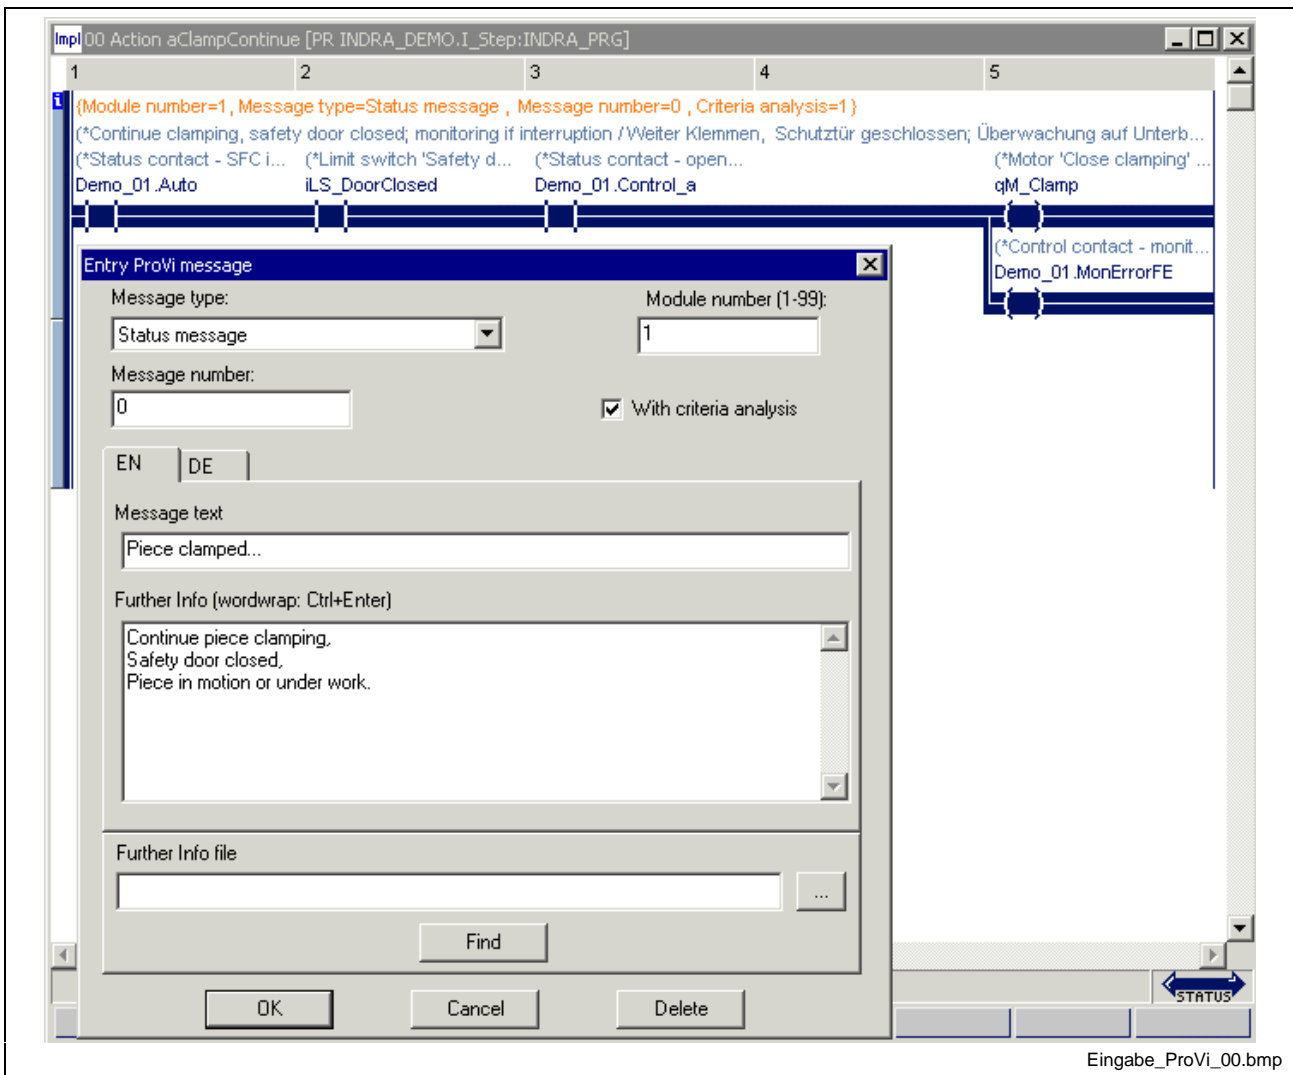 Impl 00 Action aClampContinue [PR INDRA_DEMO.I_Step:INDRA_PRG]
1 2 3 4 5
{Module number=1, Message type=Status message , Message number=0 , Criteria analysis=1 }
(*Continue clamping, safety door closed; monitoring if interruption /Weiter Klemmen, Schutztür geschlossen; Überwachung auf Unterb...
(*Status contact - SFC i... (*Limit switch 'Safety d... (*Status contact - open... (*Motor 'Close clamping' ...
Demo_01.Auto iLS_DoorClosed Demo_01.Control_a qM_Clamp
(*Control contact - monit...
Demo_01.MonErrorFE
Entry ProVi message
Message type: Module number (1-99):
Status message 1
Message number:
0 With criteria analysis
EN DE
Message text
Piece clamped...
Further Info (wordwrap: Ctrl+Enter)
Continue piece clamping,
Safety door closed,
Piece in motion or under work.
Further Info file
...
Find
OK Cancel Delete
STATUS
Eingabe_ProVi_00.bmp